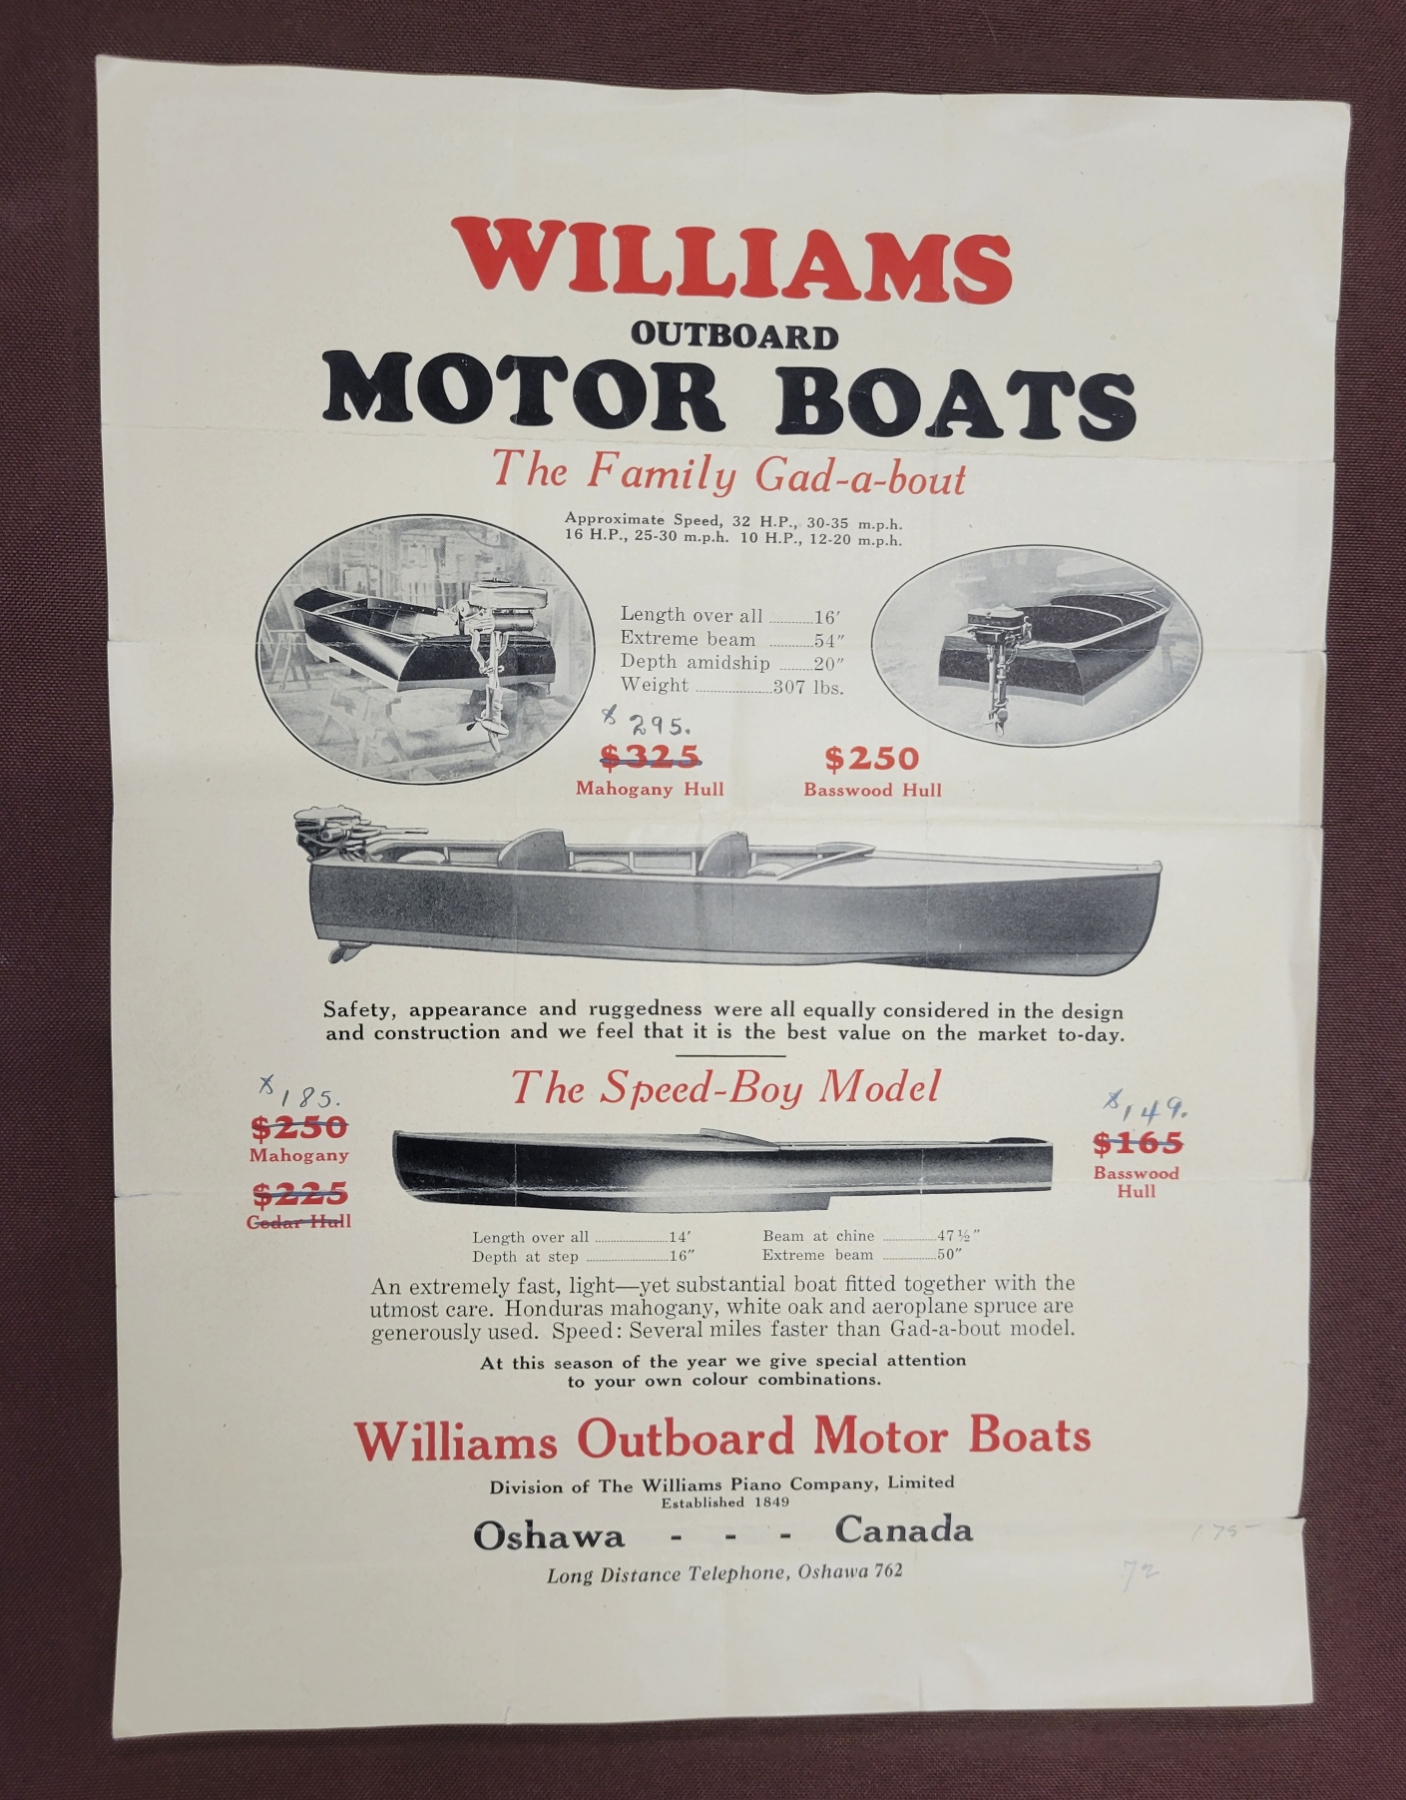 WILLIAMS
OUTBOARD
MOTOR BOATS
The Family Gad-a-bout
Approximate Speed, 32 H.P., 30-35 m.p.h.
16 H.P., 25-30 m.p.h. 10 H.P., 12-20 m.p.h.
Length over all ............16′
Extreme beam ............54″
Depth amidship .........20″
Weight .....................307 lbs.
$295.
$325
Mahogany Hull
$250
Basswood Hull
Safety, appearance and ruggedness were all equally considered in the design
and construction and we feel that it is the best value on the market to-day.
The Speed-Boy Model
$185.
$250
Mahogany
$225
Cedar Hull
$149.
$165
Basswood
Hull
Length over all .....................14′
Depth at step .....................16″
Beam at chine ...............47½″
Extreme beam ...............50″
An extremely fast, light—yet substantial boat fitted together with the
utmost care. Honduras mahogany, white oak and aeroplane spruce are
generously used. Speed: Several miles faster than Gad-a-bout model.
At this season of the year we give special attention
to your own colour combinations.
Williams Outboard Motor Boats
Division of The Williams Piano Company, Limited
Established 1849
Oshawa - - - Canada
Long Distance Telephone, Oshawa 762
72